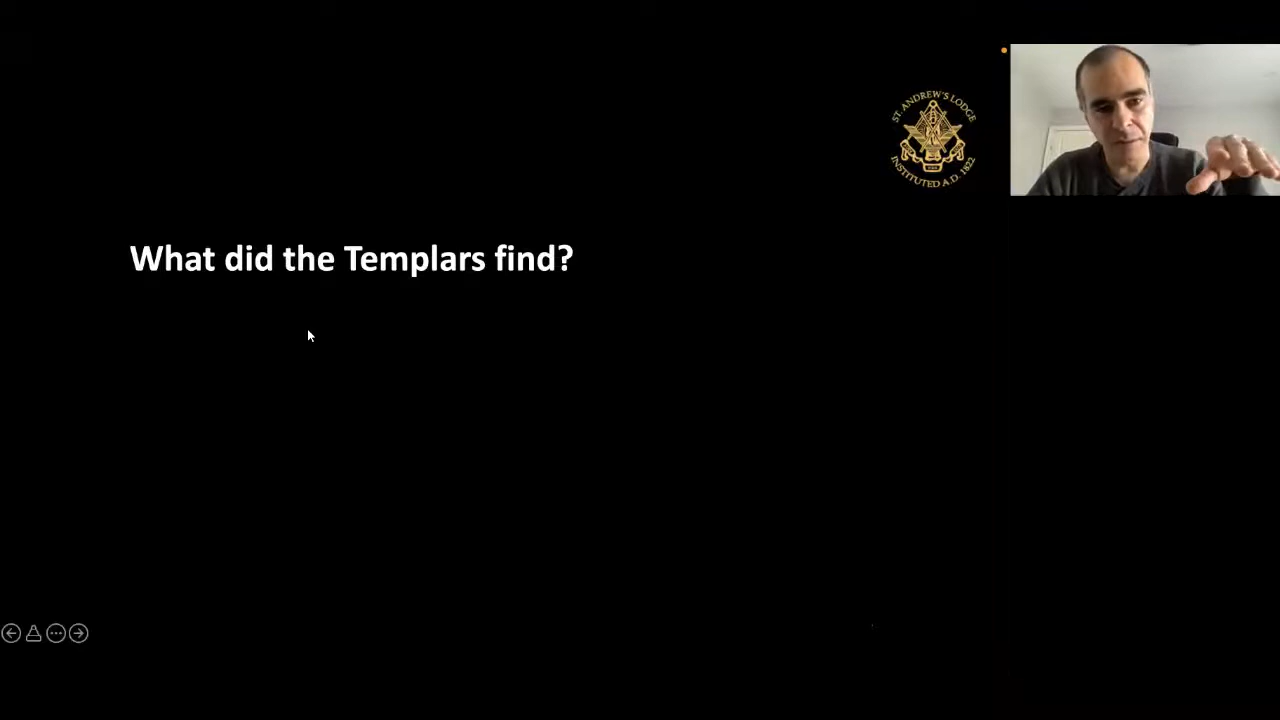 ST. ANDREW'S LODGE
INSTITUTED A.D. 1822
What did the Templars find?